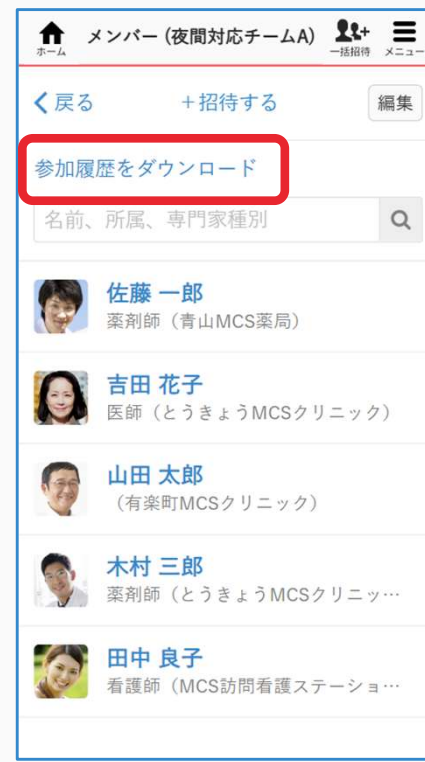 メンバー (夜間対応チームA)
ホーム
一括招待
メニュー
戻る
+招待する
編集
参加履歴をダウンロード
名前、所属、専門家種別
佐藤 一郎
薬剤師（青山MCS薬局）
吉田 花子
医師（とうきょうMCSクリニック）
山田 太郎
（有楽町MCSクリニック）
木村 三郎
薬剤師（とうきょうMCSクリニッ…
田中 良子
看護師（MCS訪問看護ステーショ…